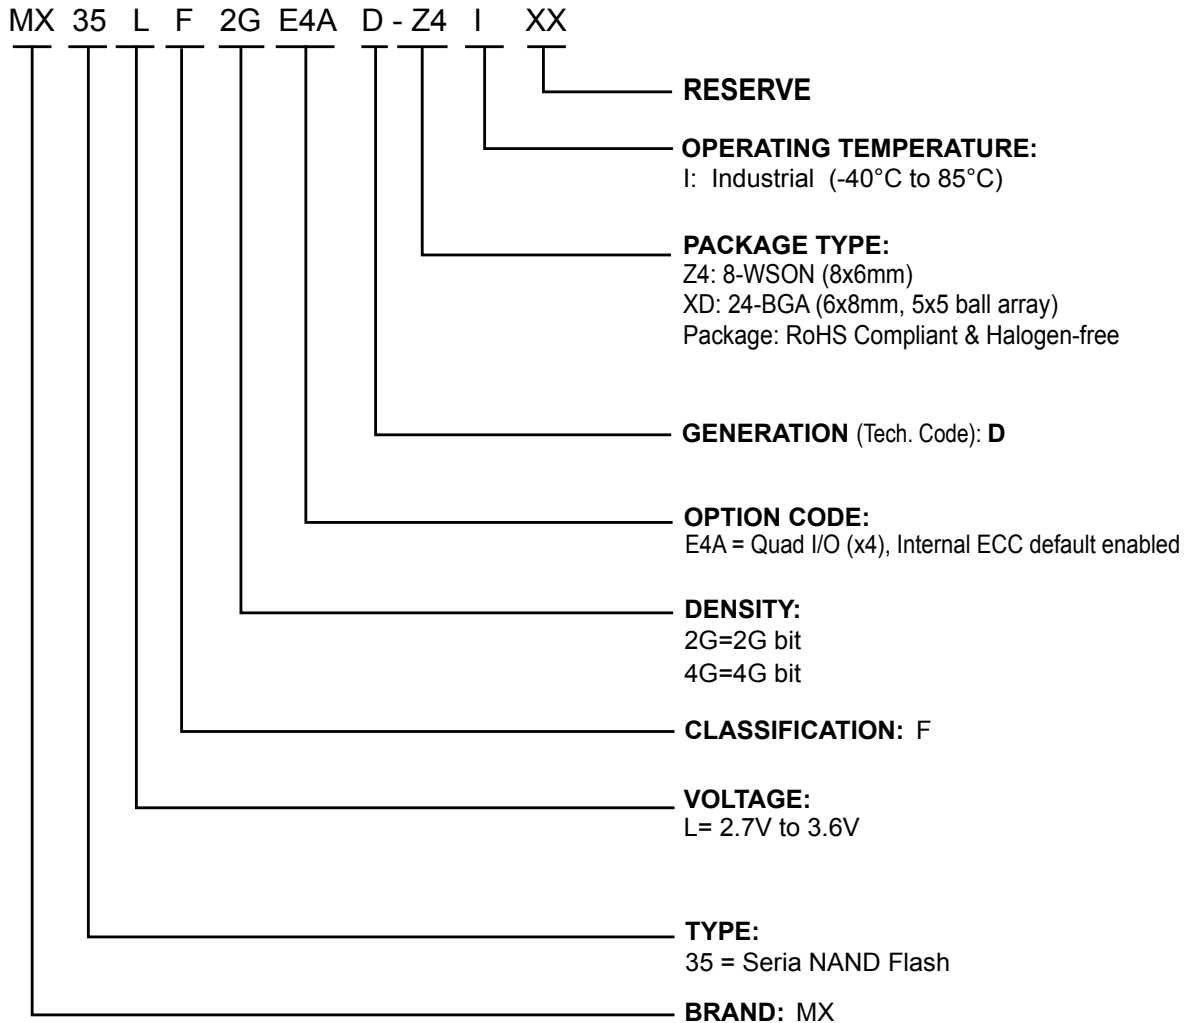 MX 35 L F 2G E4A D - Z4 I XX
RESERVE
OPERATING TEMPERATURE:
I: Industrial (-40°C to 85°C)
PACKAGE TYPE:
Z4: 8-WSON (8x6mm)
XD: 24-BGA (6x8mm, 5x5 ball array)
Package: RoHS Compliant & Halogen-free
GENERATION (Tech. Code): D
OPTION CODE:
E4A = Quad I/O (x4), Internal ECC default enabled
DENSITY:
2G=2G bit
4G=4G bit
CLASSIFICATION: F
VOLTAGE:
L= 2.7V to 3.6V
TYPE:
35 = Seria NAND Flash
BRAND: MX